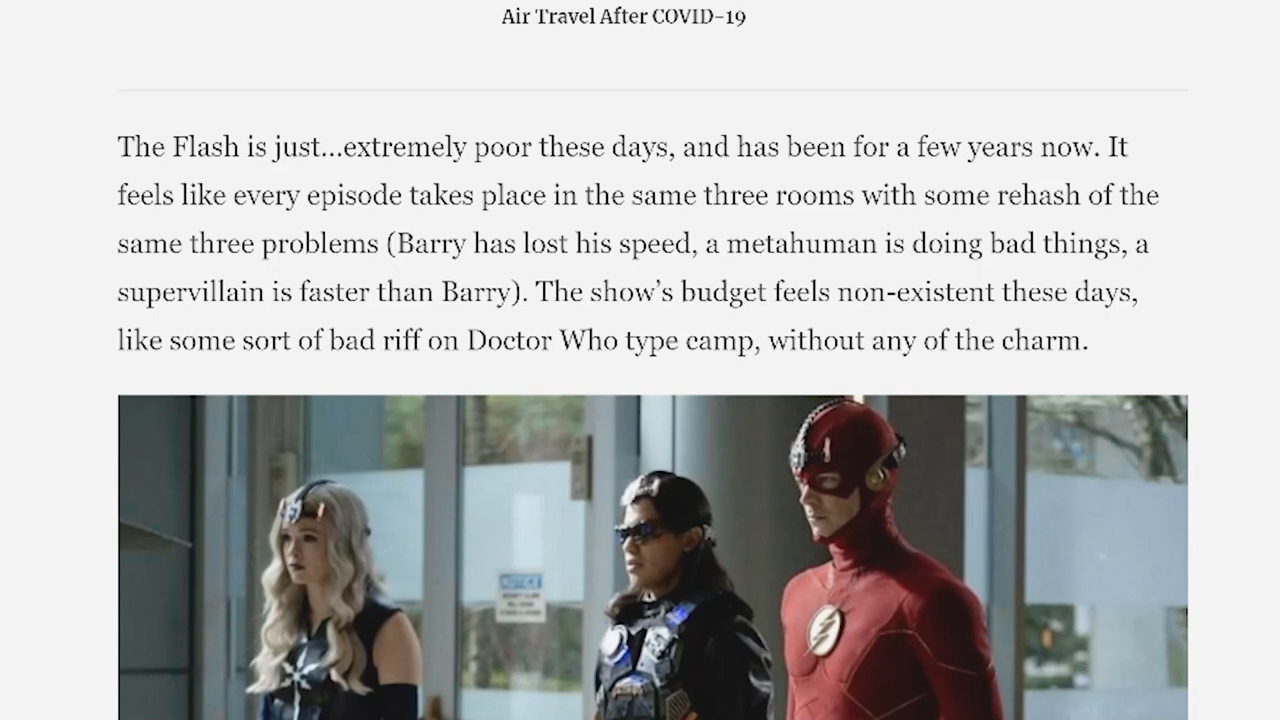 Air Travel After COVID-19
The Flash is just...extremely poor these days, and has been for a few years now. It
feels like every episode takes place in the same three rooms with some rehash of the
same three problems (Barry has lost his speed, a metahuman is doing bad things, a
supervillain is faster than Barry). The show's budget feels non-existent these days,
like some sort of bad riff on Doctor Who type camp, without any of the charm.
NOTICE